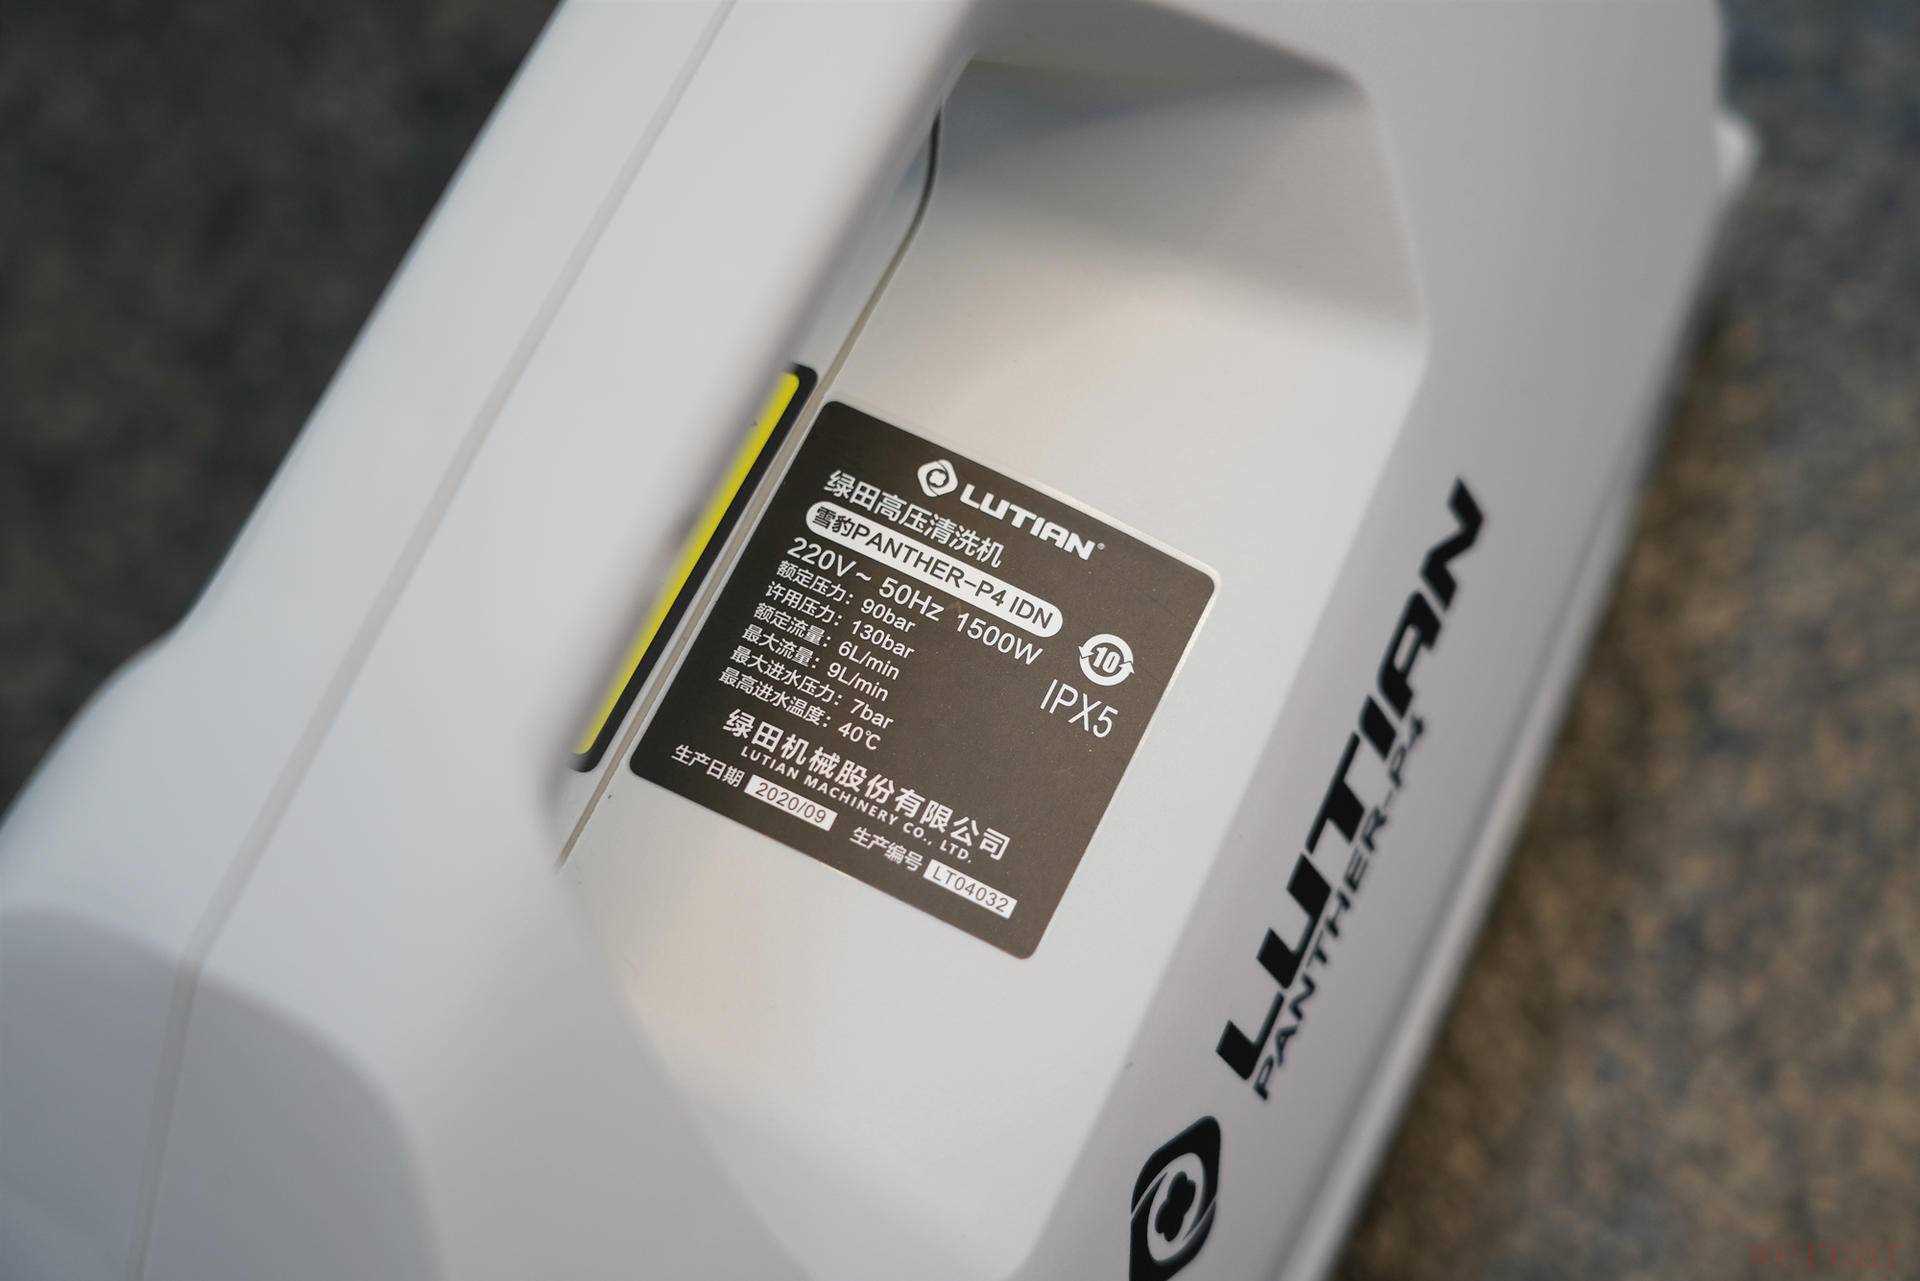 LUTIAN®
绿田高压清洗机
雪豹PANTHER-P4 IDN
220V~ 50Hz 1500W
额定压力：90bar
许用压力：130bar
额定流量：6L/min
最大流量：9L/min
最大进水压力：7bar
最高进水温度：40℃
10
IPX5
绿田机械股份有限公司
LUTIAN MACHINERY CO., LTD.
生产日期 2020/09
生产编号 LT04032
LUTIAN
PANTHER-P4